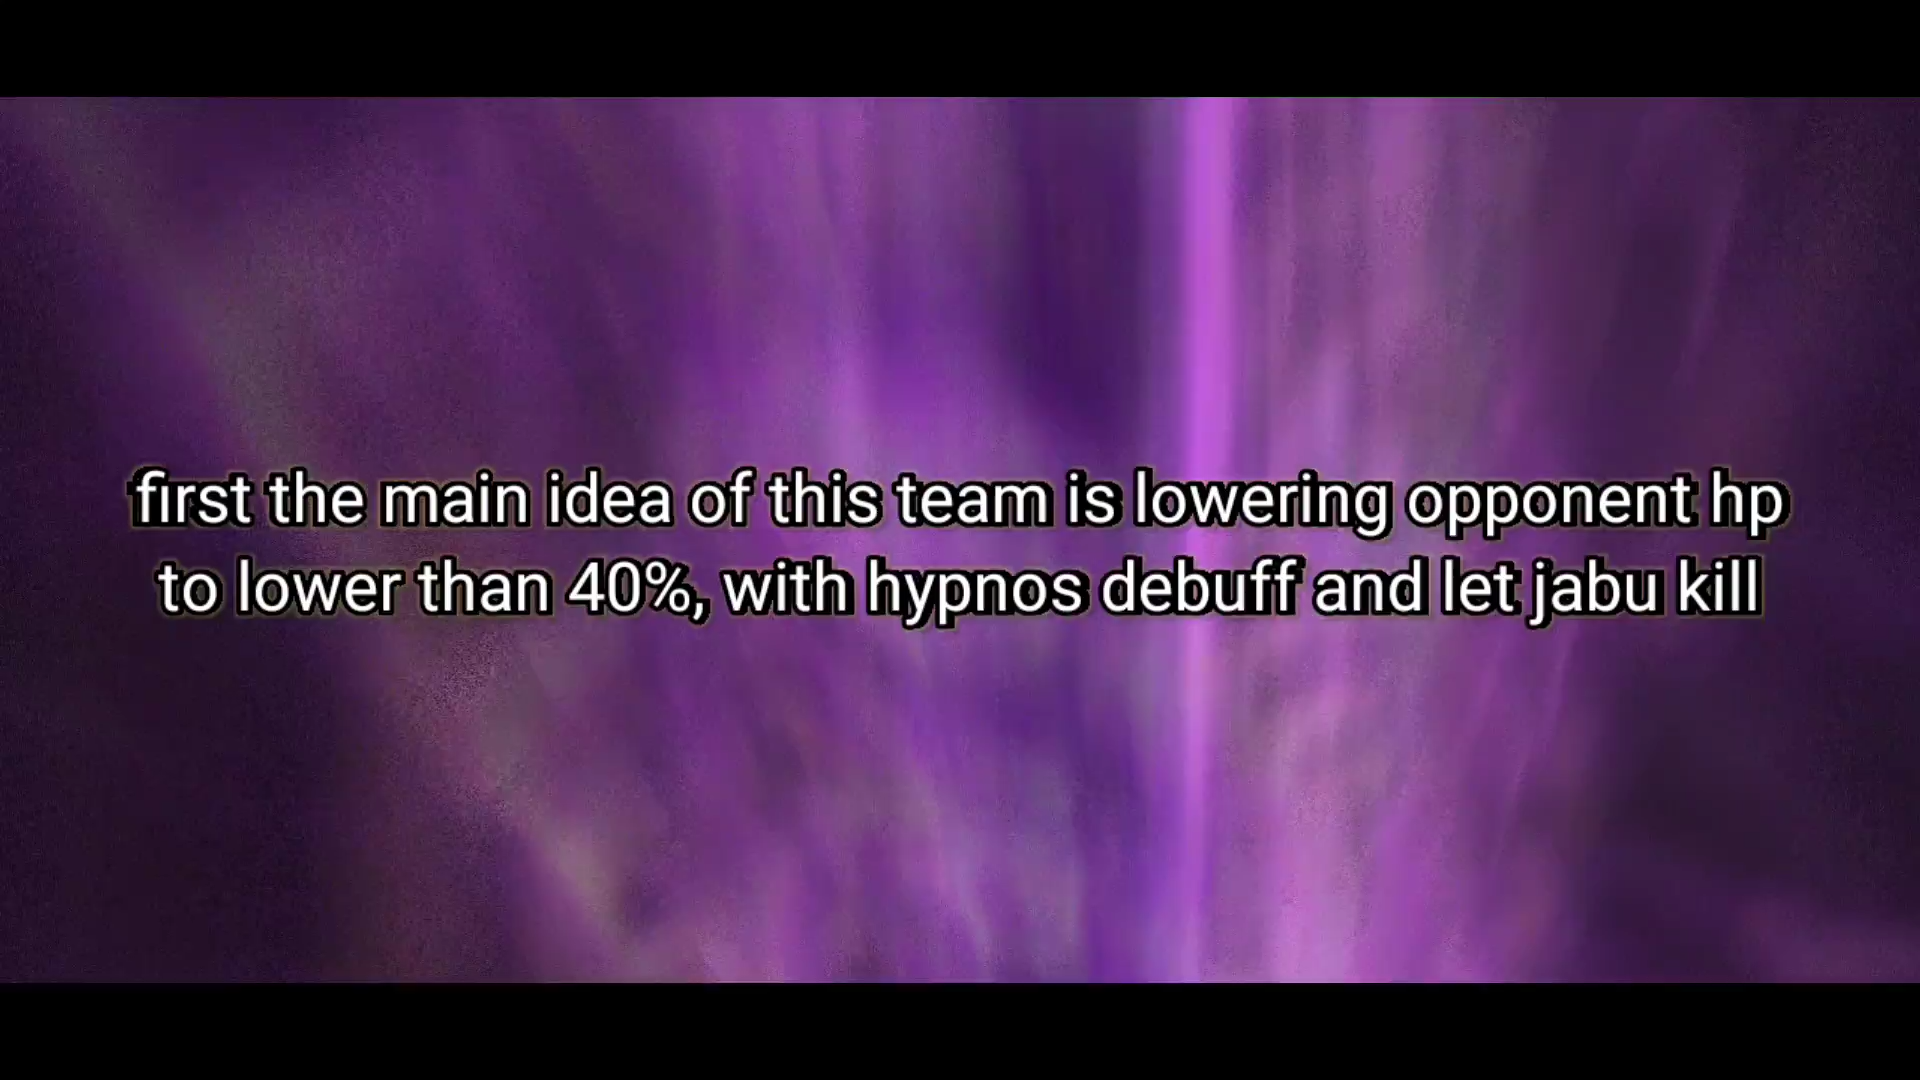 first the main idea of this team is lowering opponent hp
to lower than 40%, with hypnos debuff and let jabu kill